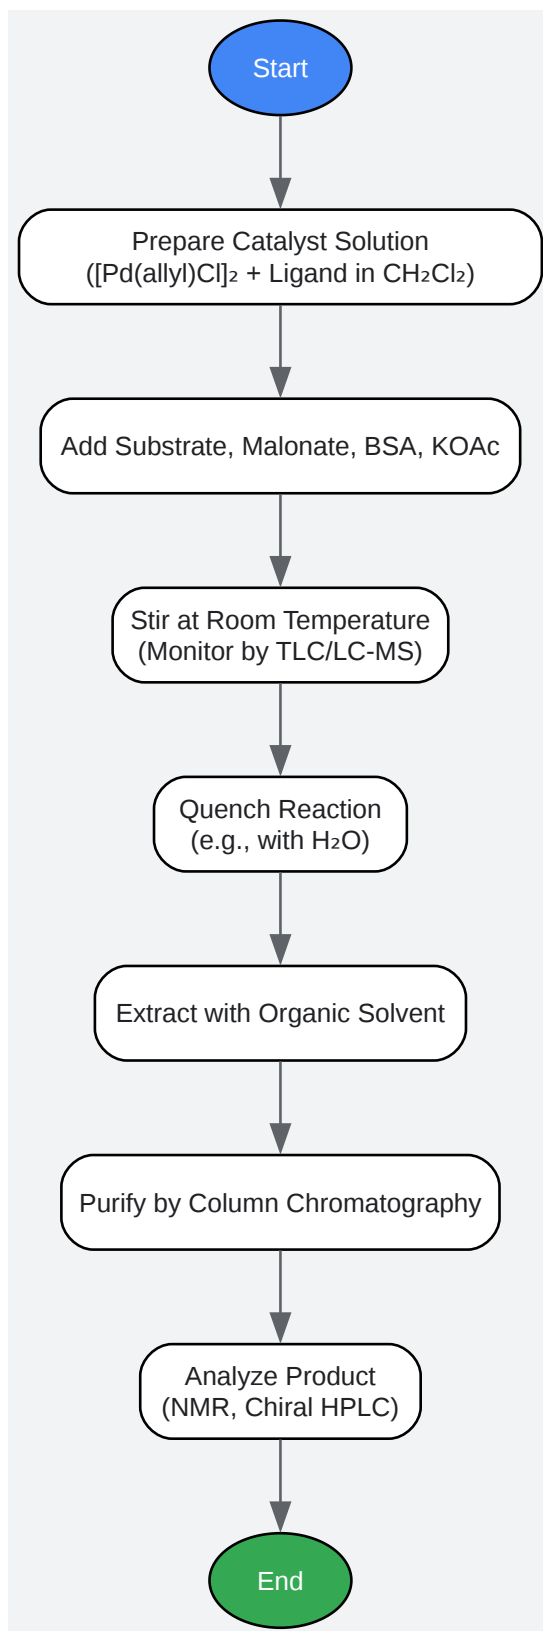 Start
Prepare Catalyst Solution
([Pd(allyl)Cl]₂ + Ligand in CH₂Cl₂)
Add Substrate, Malonate, BSA, KOAc
Stir at Room Temperature
(Monitor by TLC/LC-MS)
Quench Reaction
(e.g., with H₂O)
Extract with Organic Solvent
Purify by Column Chromatography
Analyze Product
(NMR, Chiral HPLC)
End